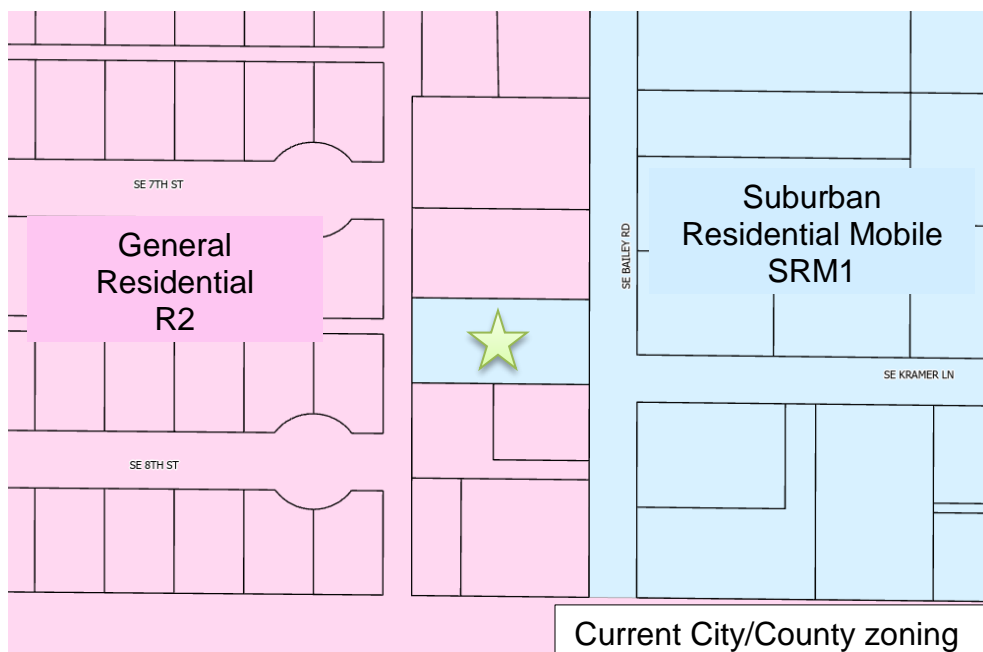 SE 7TH ST
General
Residential
R2
SE BAILEY RD
Suburban
Residential Mobile
SRM1
SE KRAMER LN
SE 8TH ST
Current City/County zoning